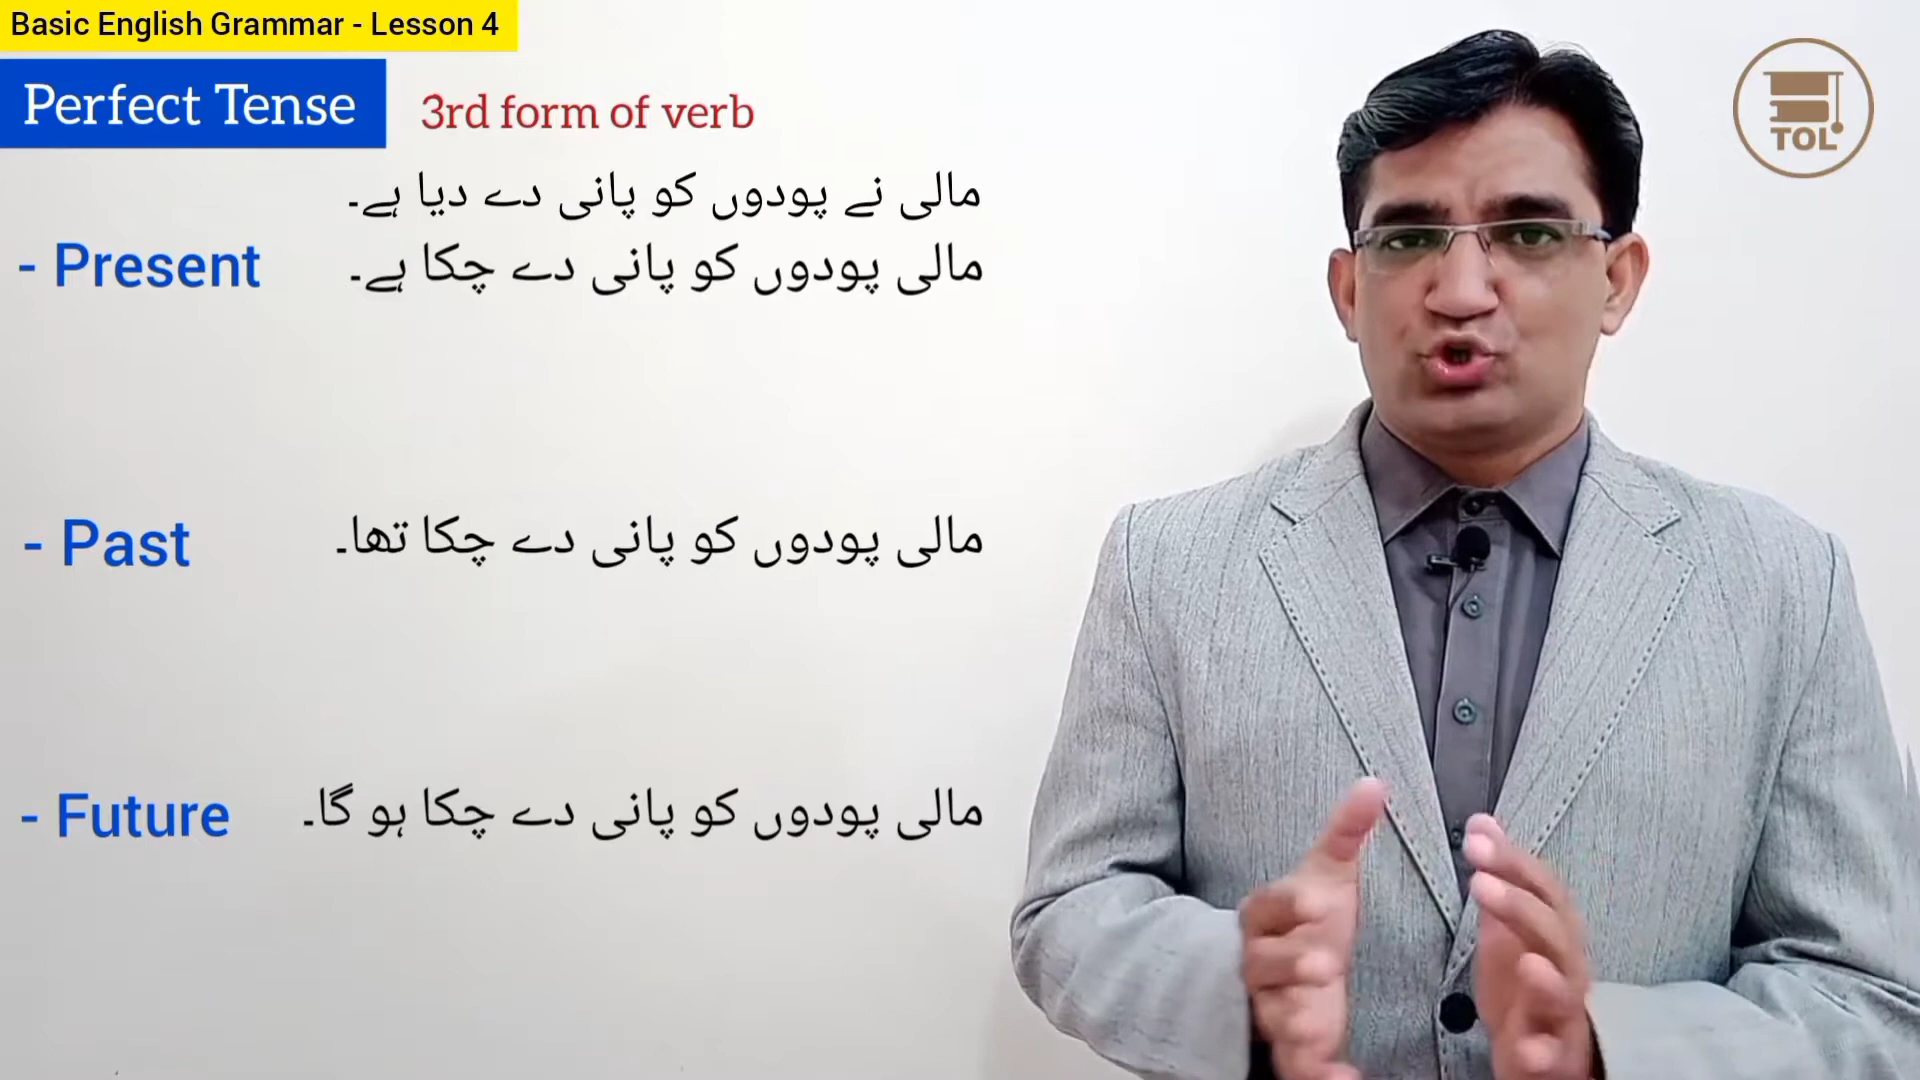 Basic English Grammar - Lesson 4
Perfect Tense
3rd form of verb
TOL
مالی نے پودوں کو پانی دے دیا ہے۔
- Present
مالی پودوں کو پانی دے چکا ہے۔
- Past
مالی پودوں کو پانی دے چکا تھا۔
- Future
مالی پودوں کو پانی دے چکا ہو گا۔